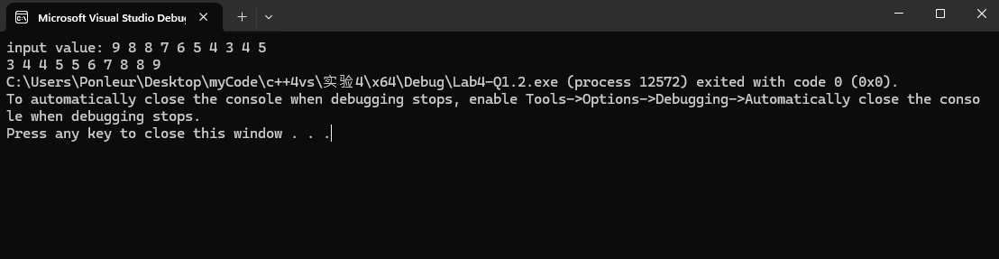 Microsoft Visual Studio Debug
input value: 9 8 8 7 6 5 4 3 4 5
3 4 4 5 5 6 7 8 8 9
C:\Users\Ponleur\Desktop\myCode\c++4vs\实验4\x64\Debug\Lab4-Q1.2.exe (process 12572) exited with code 0 (0x0).
To automatically close the console when debugging stops, enable Tools->Options->Debugging->Automatically close the conso
le when debugging stops.
Press any key to close this window . . .